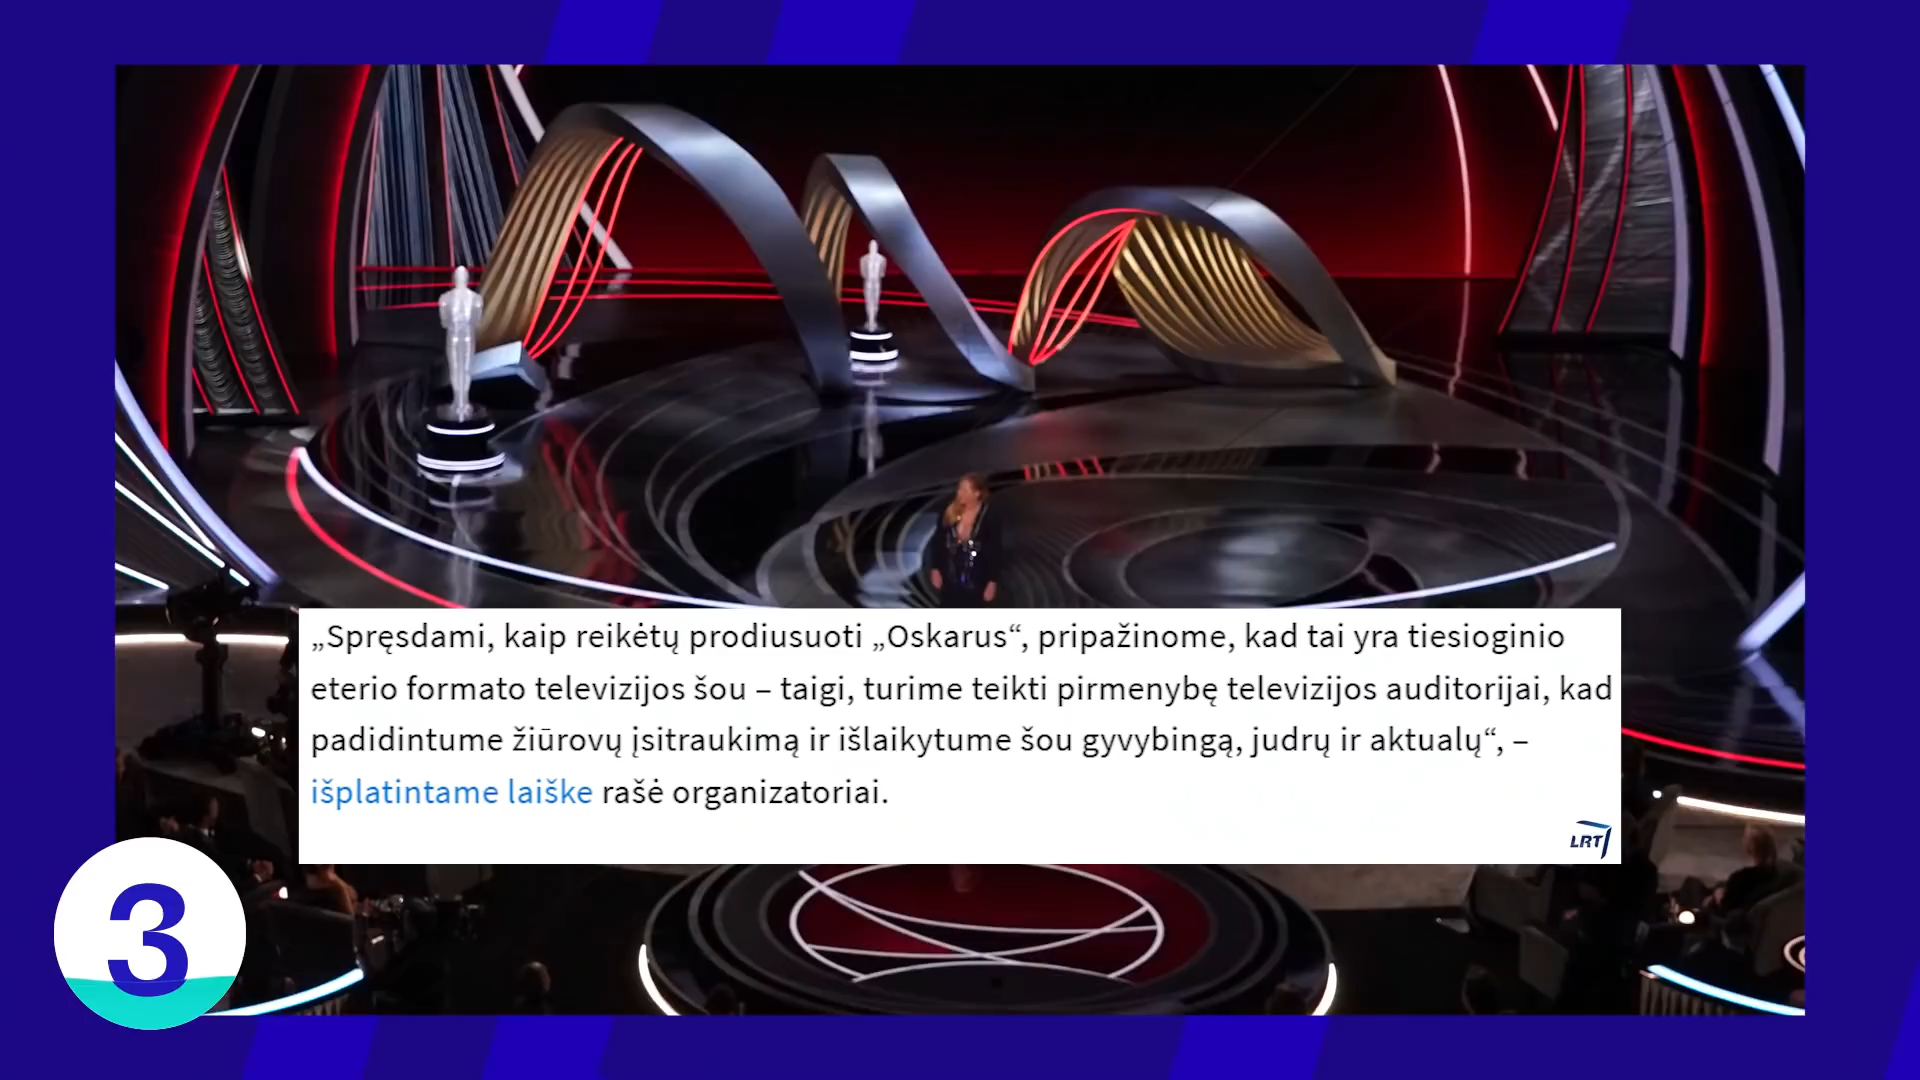 „Spręsdami, kaip reikėtų prodiusuoti „Oskarus“, pripažinome, kad tai yra tiesioginio
eterio formato televizijos šou – taigi, turime teikti pirmenybę televizijos auditorijai, kad
padidintume žiūrovų įsitraukimą ir išlaikytume šou gyvybingą, judrų ir aktualų“, –
išplatintame laiške rašė organizatoriai.
LRT
3